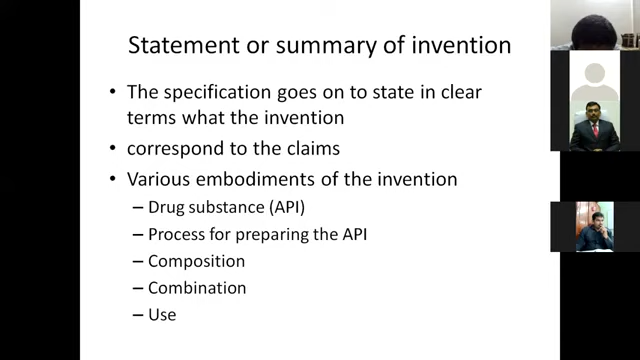 Statement or summary of invention
• The specification goes on to state in clear
terms what the invention
• correspond to the claims
• Various embodiments of the invention
– Drug substance (API)
– Process for preparing the API
– Composition
– Combination
– Use